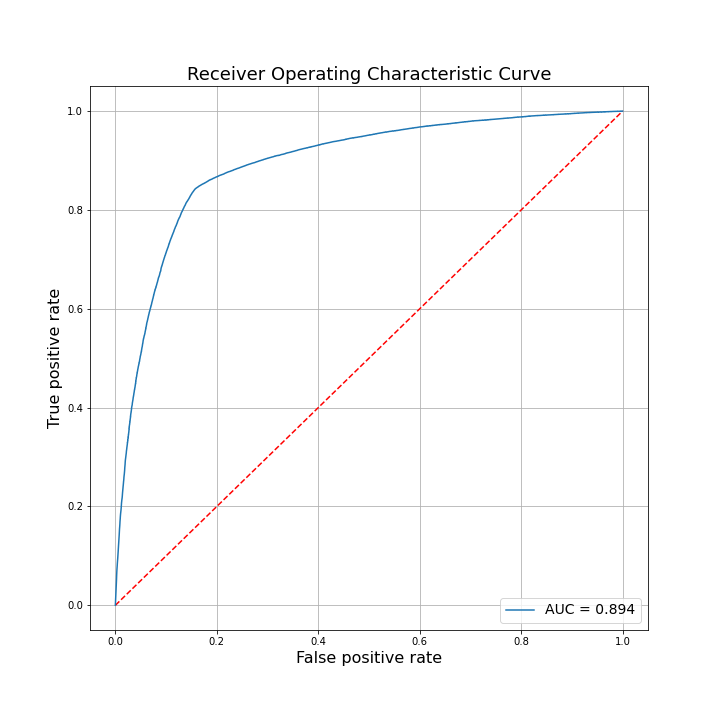 Receiver Operating Characteristic Curve
1.0
0.8
0.6
0.4
0.2
0.0
True positive rate
AUC = 0.894
0.0 0.2 0.4 0.6 0.8 1.0
False positive rate